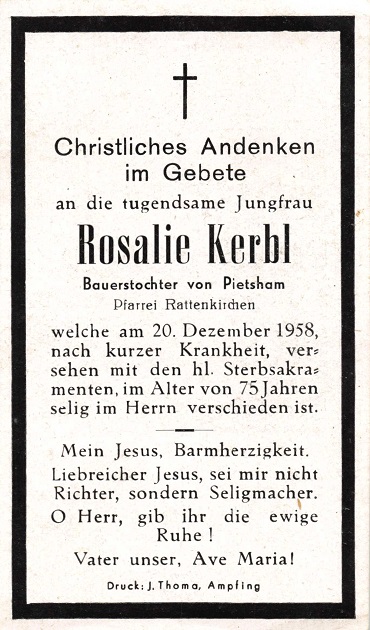 Christliches Andenken
im Gebete
an die tugendsame Jungfrau
Rosalie Kerbl
Bauerstochter von Pietsham
Pfarrei Rattenkirchen
welche am 20. Dezember 1958,
nach kurzer Krankheit, ver=
sehen mit den hl. Sterbsakra=
menten, im Alter von 75 Jahren
selig im Herrn verschieden ist.
Mein Jesus, Barmherzigkeit.
Liebreicher Jesus, sei mir nicht
Richter, sondern Seligmacher.
O Herr, gib ihr die ewige
Ruhe!
Vater unser, Ave Maria!
Druck: J. Thoma, Ampfing